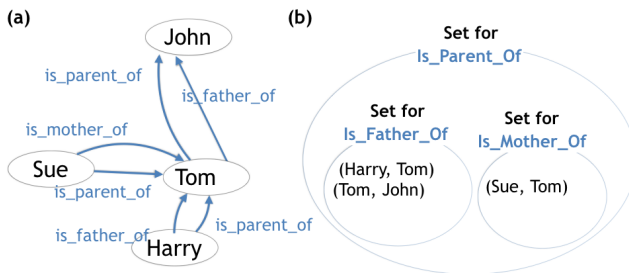 (a)
John
is_parent_of
is_father_of
is_mother_of
Sue
is_parent_of
Tom
is_father_of
is_parent_of
Harry
(b)
Set for
Is_Parent_Of
Set for
Is_Father_Of
(Harry, Tom)
(Tom, John)
Set for
Is_Mother_Of
(Sue, Tom)